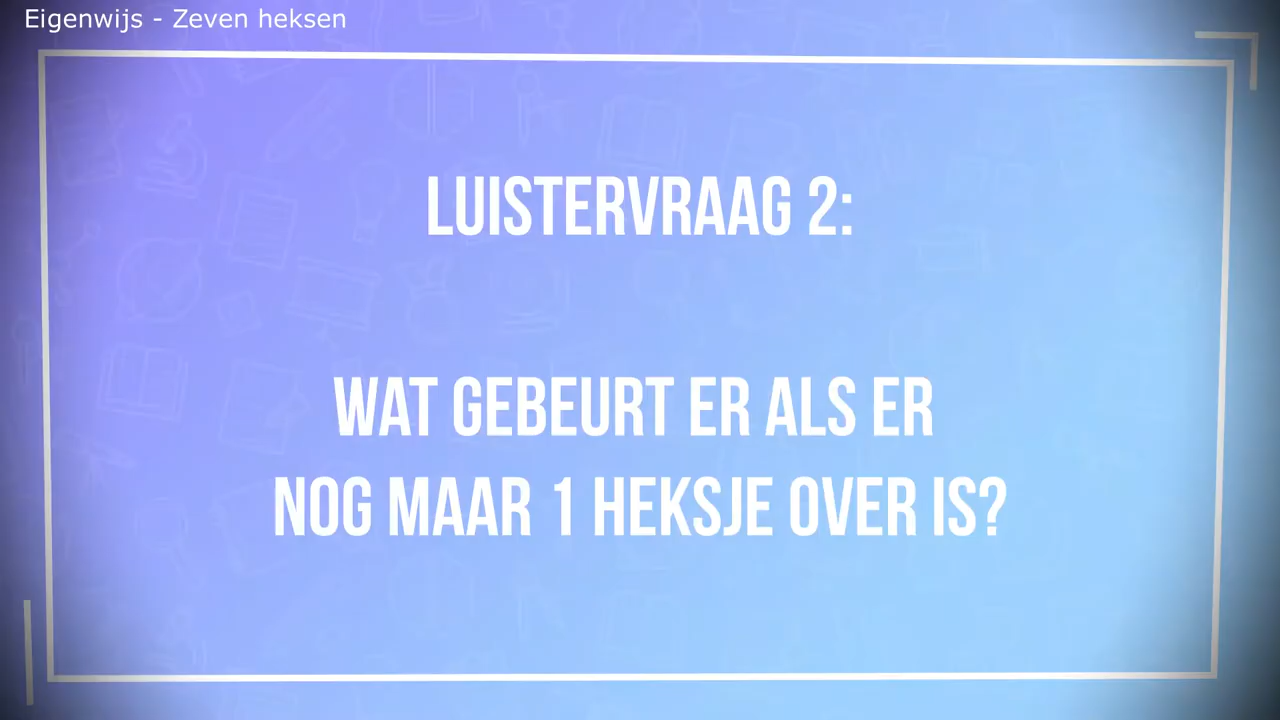 Eigenwijs - Zeven heksen
LUISTERVRAAG 2:
WAT GEBEURT ER ALS ER
NOG MAAR 1 HEKSJE OVER IS?